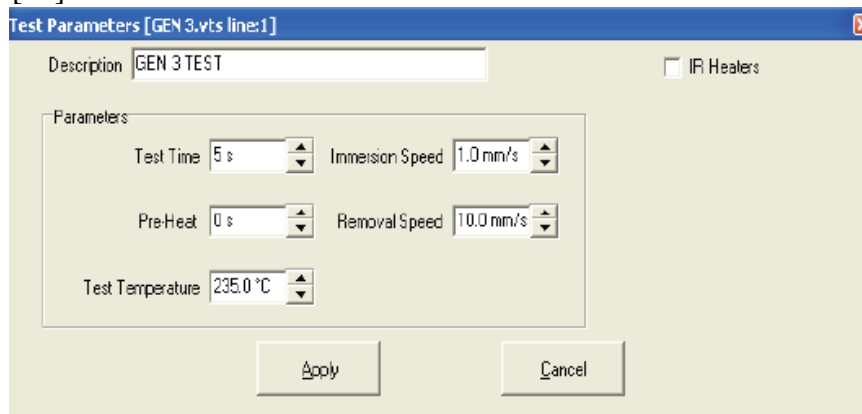 Test Parameters [GEN 3.vts line:1]
Description GEN 3 TEST IR Heaters
Parameters
Test Time 5 s Immersion Speed 1.0 mm/s
Pre-Heat 0 s Removal Speed 10.0 mm/s
Test Temperature 235.0 °C
Apply Cancel